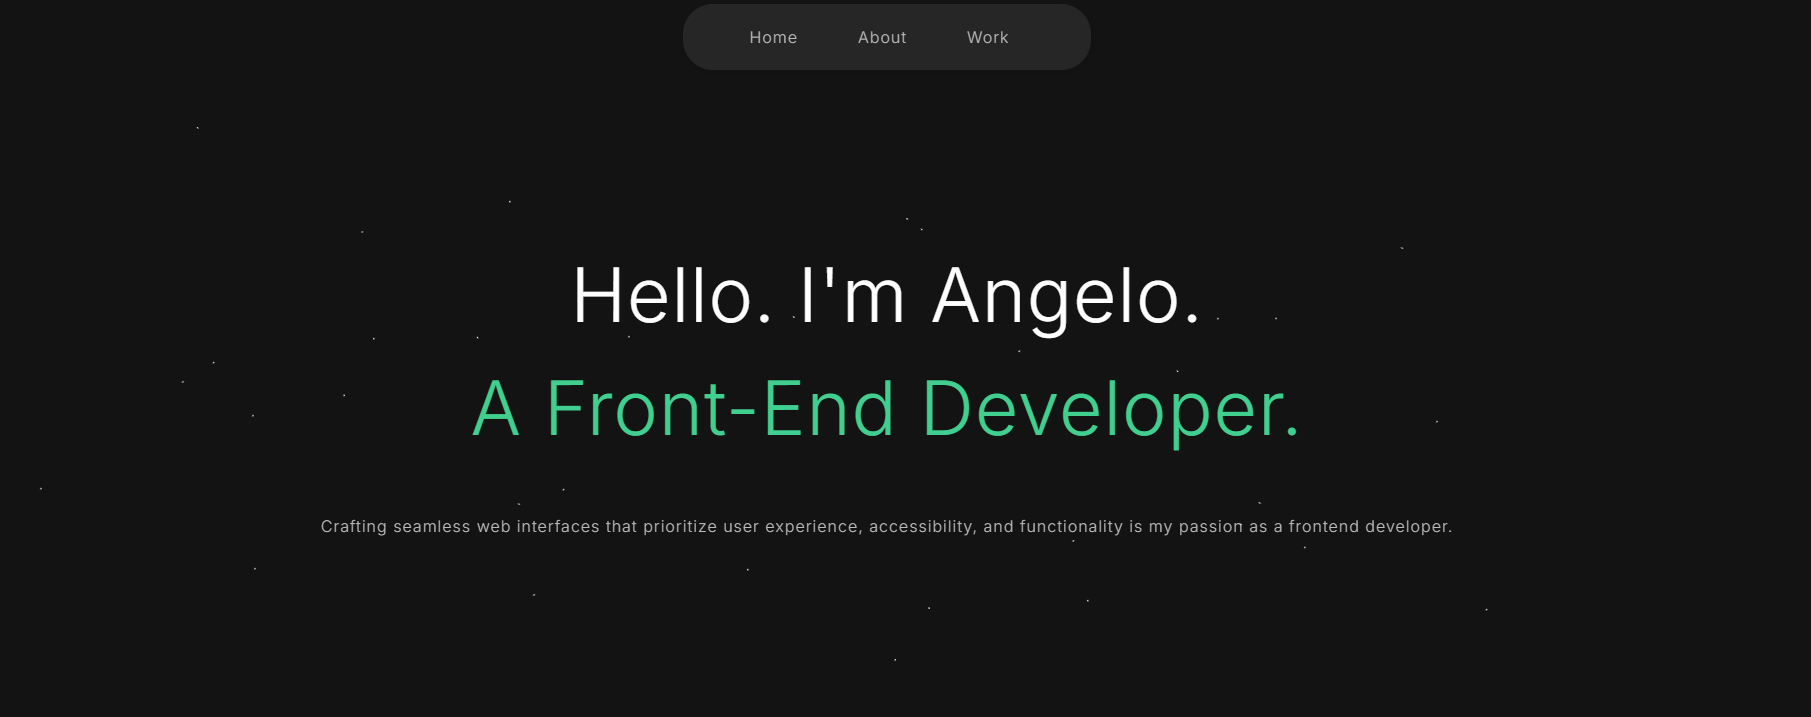 Home About Work
Hello. I'm Angelo.
A Front-End Developer.
Crafting seamless web interfaces that prioritize user experience, accessibility, and functionality is my passion as a frontend developer.